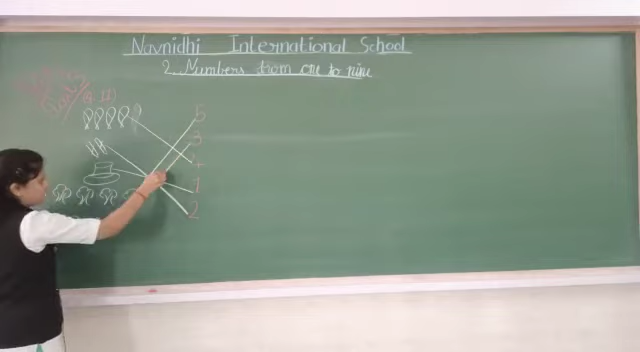 Navnidhi International School
2. Numbers from one to nine
5
3
4
1
2